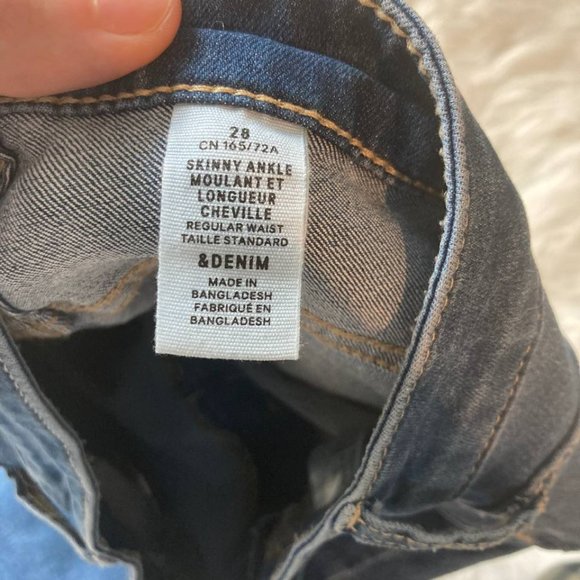 28
CN 165/72A
SKINNY ANKLE
MOULANT ET
LONGUEUR
CHEVILLE
REGULAR WAIST
TAILLE STANDARD
&DENIM
MADE IN
BANGLADESH
FABRIQUÉ EN
BANGLADESH